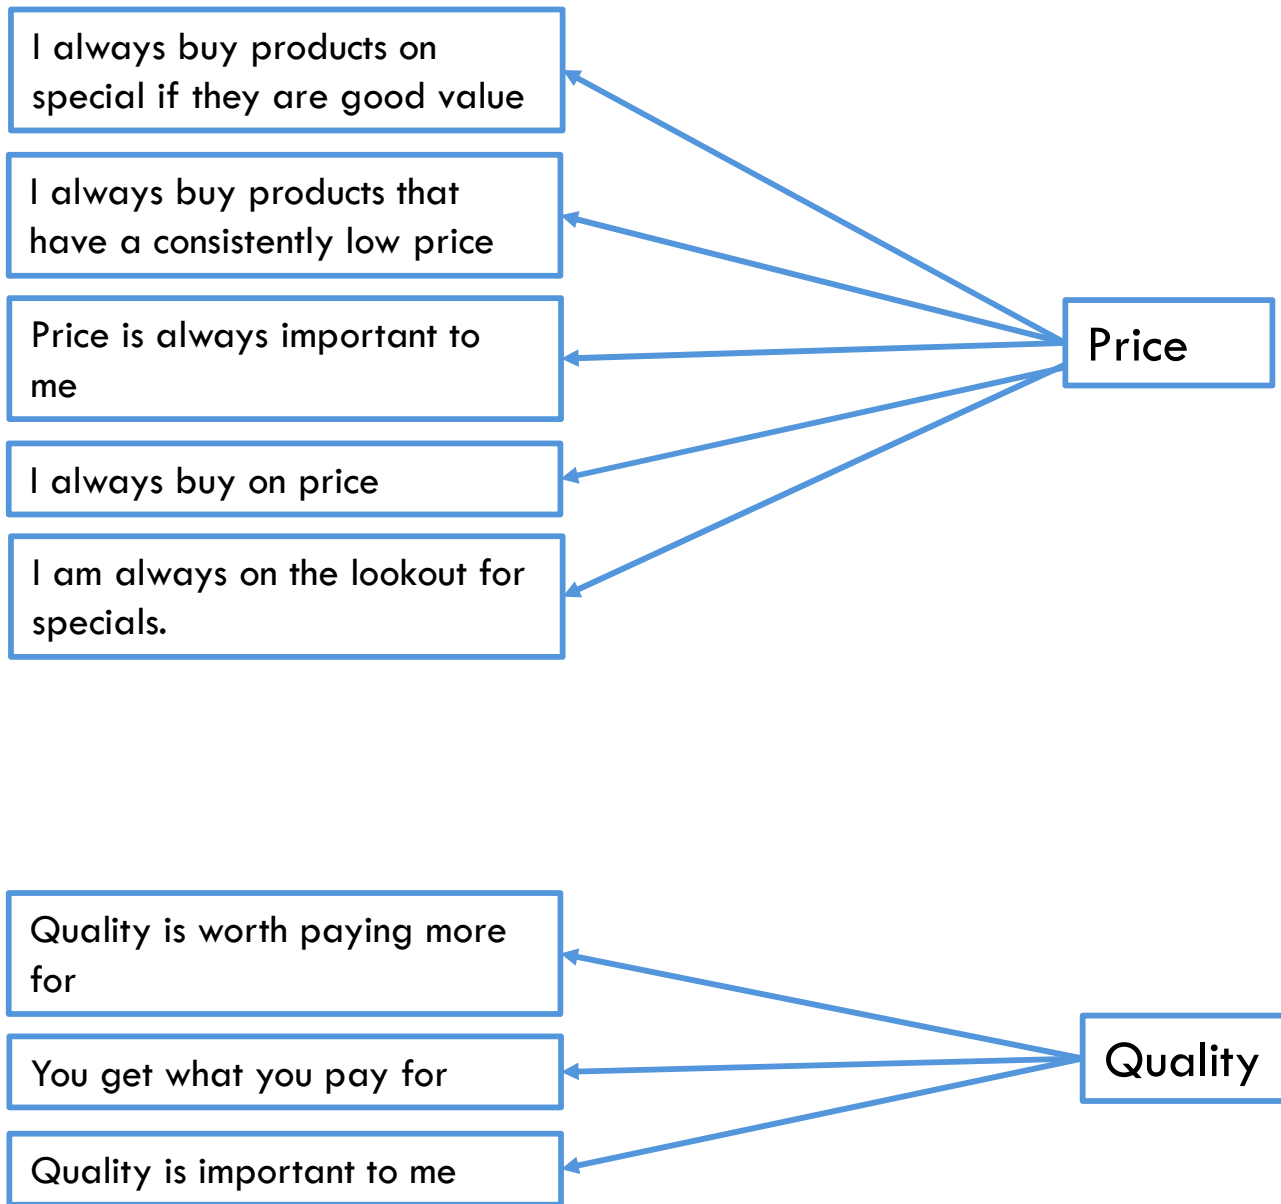 I always buy products on
special if they are good value
I always buy products that
have a consistently low price
Price is always important to
me
I always buy on price
I am always on the lookout for
specials.
Price
Quality is worth paying more
for
You get what you pay for
Quality is important to me
Quality